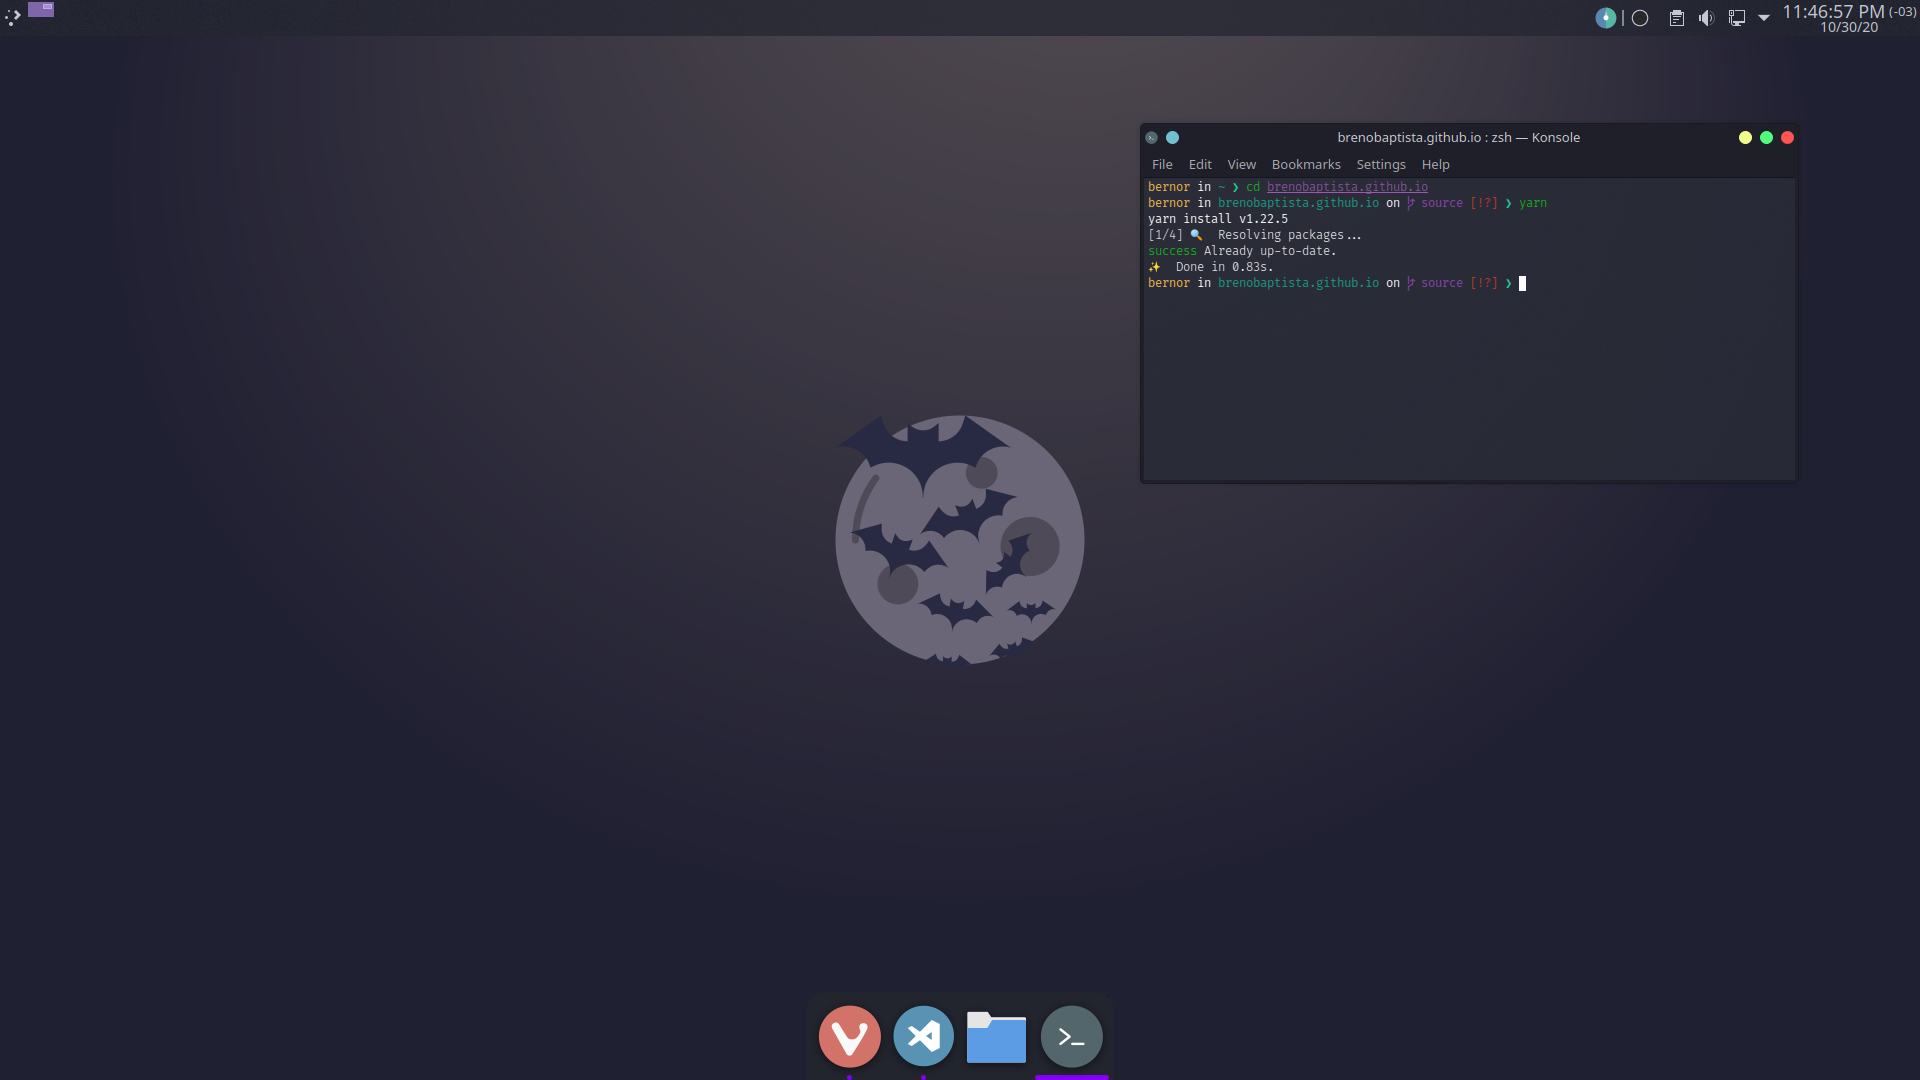 11:46:57 PM (-03)
10/30/20
brenobaptista.github.io : zsh — Konsole
File Edit View Bookmarks Settings Help
bernor in ~ ❯ cd brenobaptista.github.io
bernor in brenobaptista.github.io on source [!?] ❯ yarn
yarn install v1.22.5
[1/4] 🔍 Resolving packages...
success Already up-to-date.
✨ Done in 0.83s.
bernor in brenobaptista.github.io on source [!?] ❯